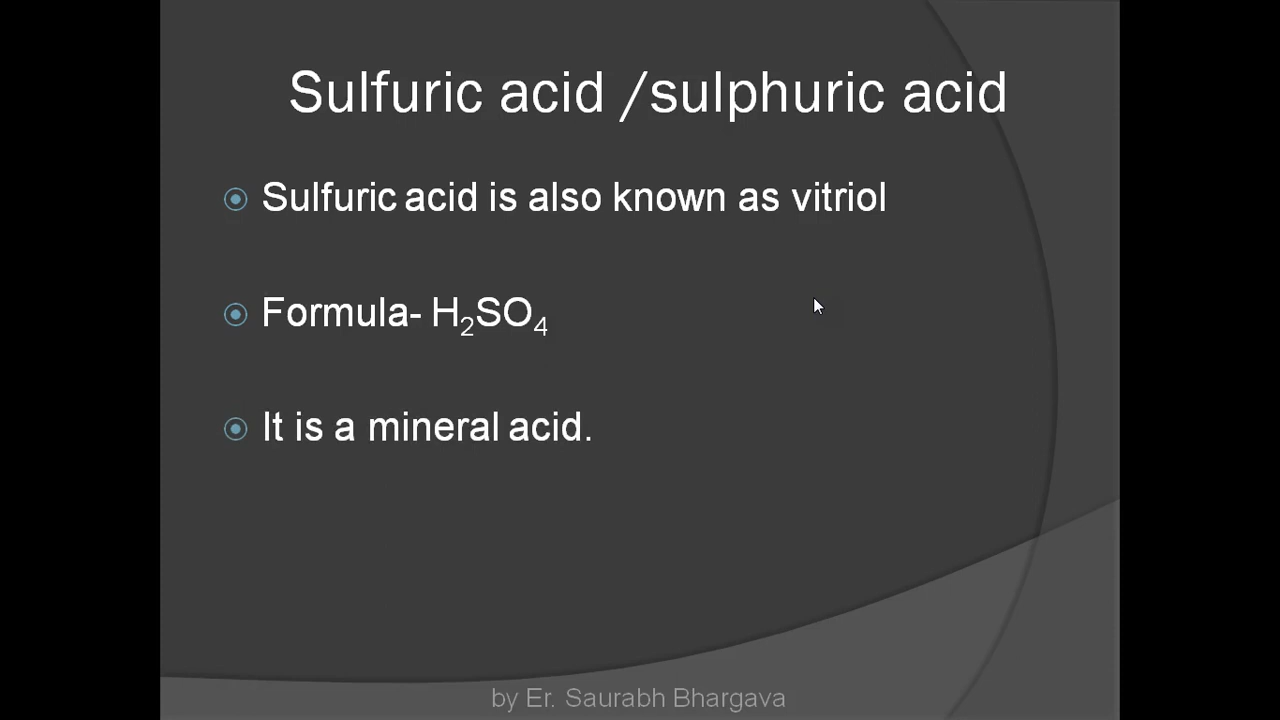 Sulfuric acid /sulphuric acid
Sulfuric acid is also known as vitriol
Formula- H₂SO₄
It is a mineral acid.
by Er. Saurabh Bhargava